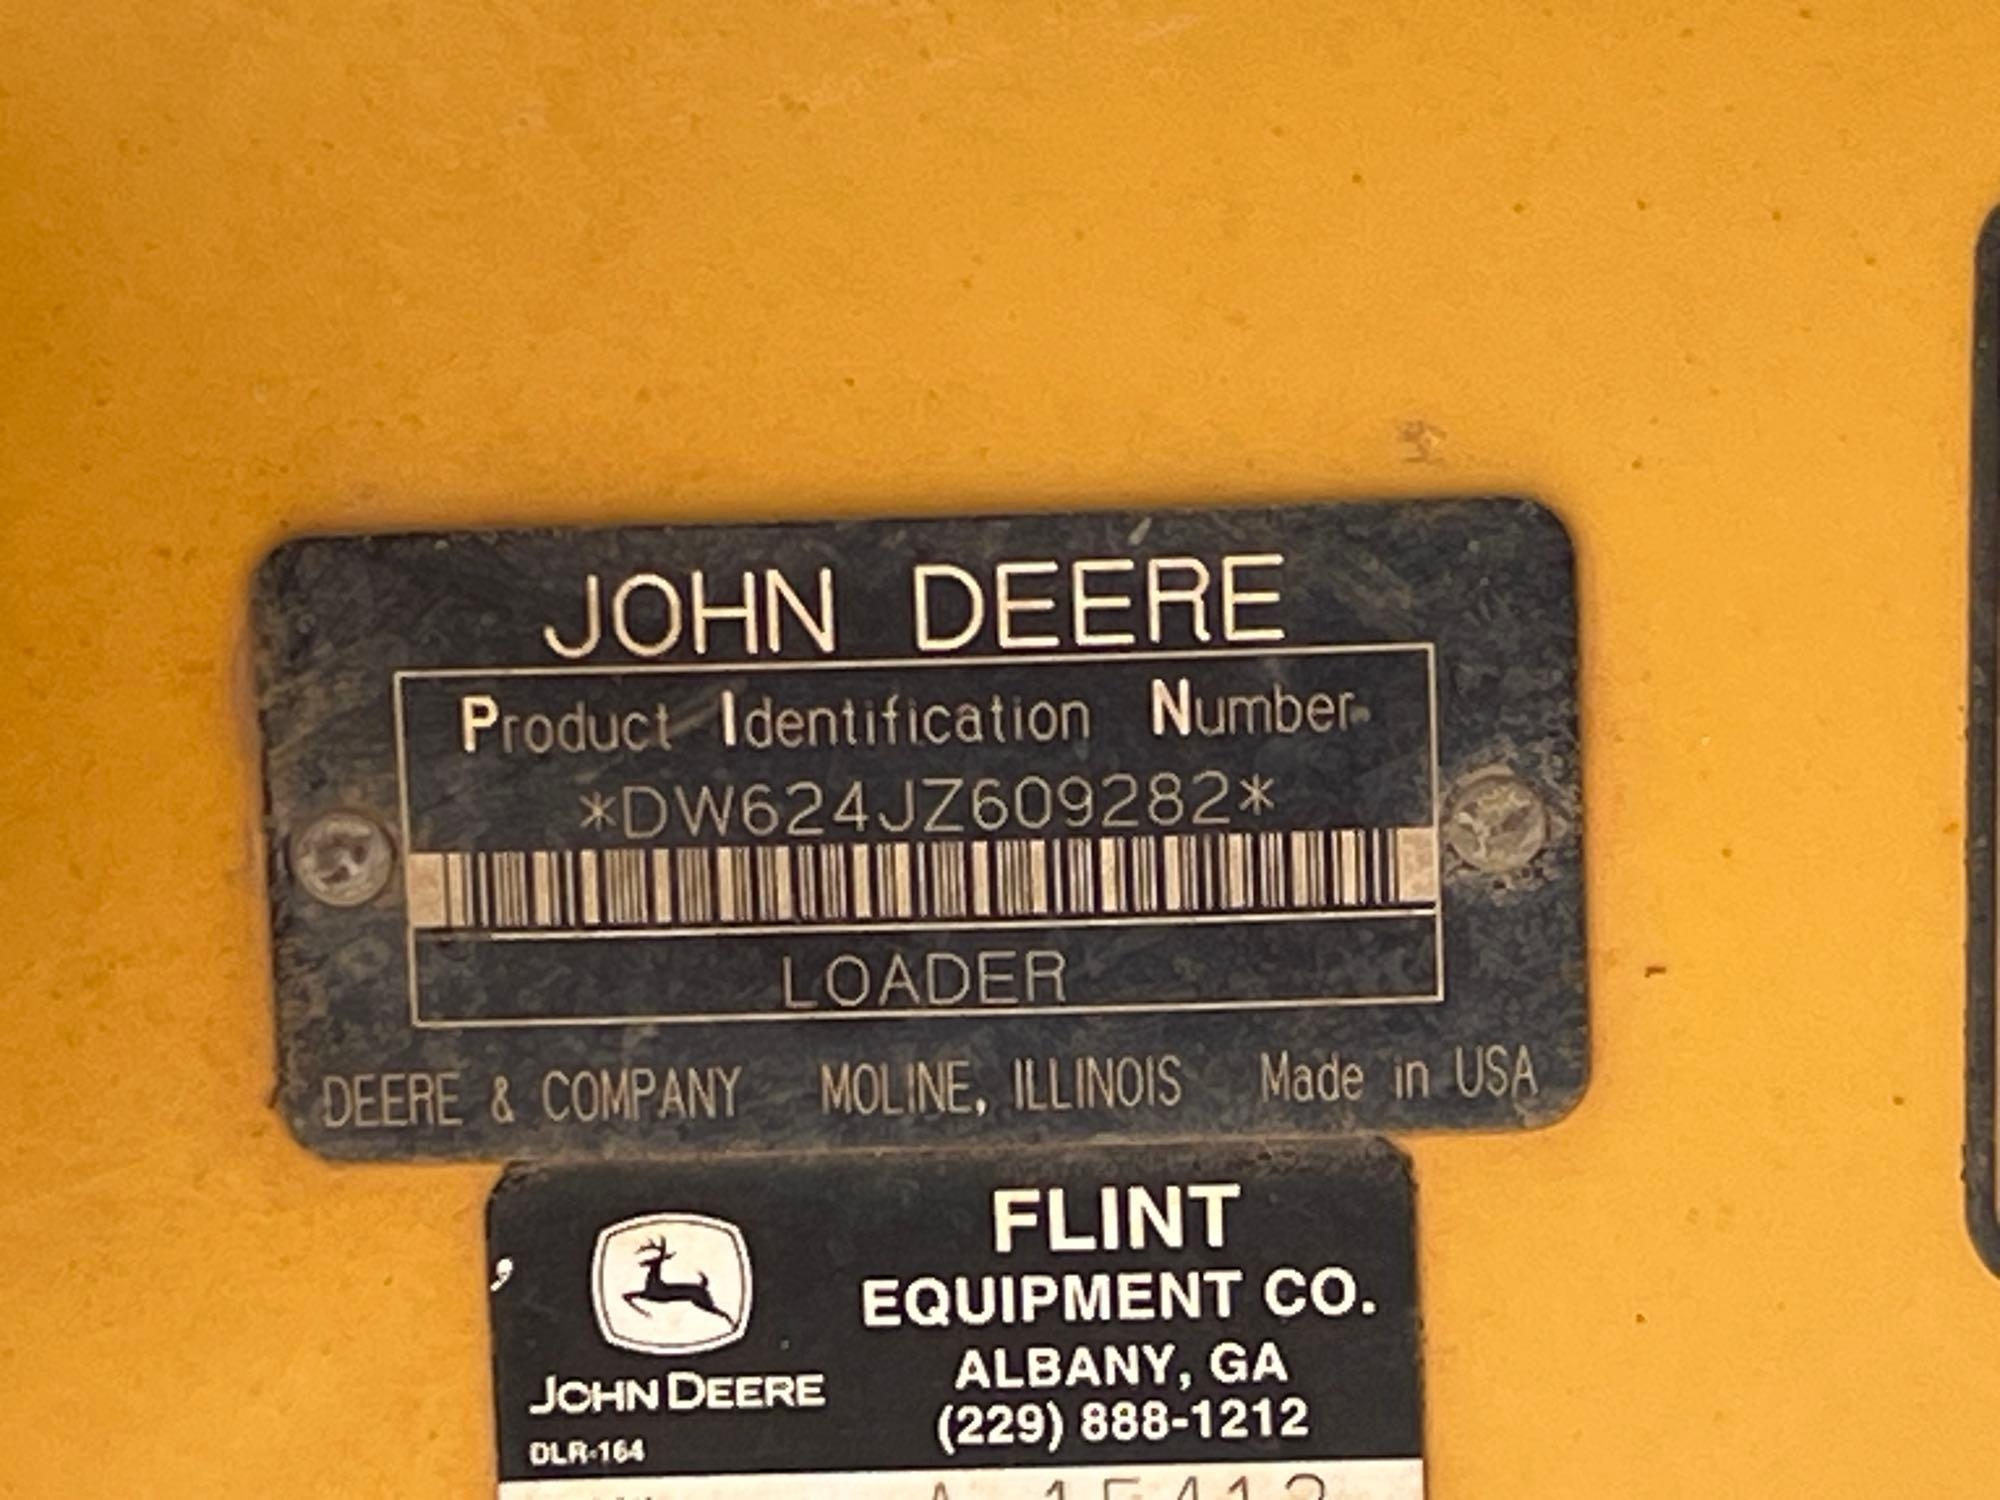 JOHN DEERE
Product Identification Number
*DW624JZ609282*
LOADER
DEERE & COMPANY MOLINE, ILLINOIS Made in USA
FLINT
EQUIPMENT CO.
ALBANY, GA
(229) 888-1212
JOHN DEERE
DLR-164